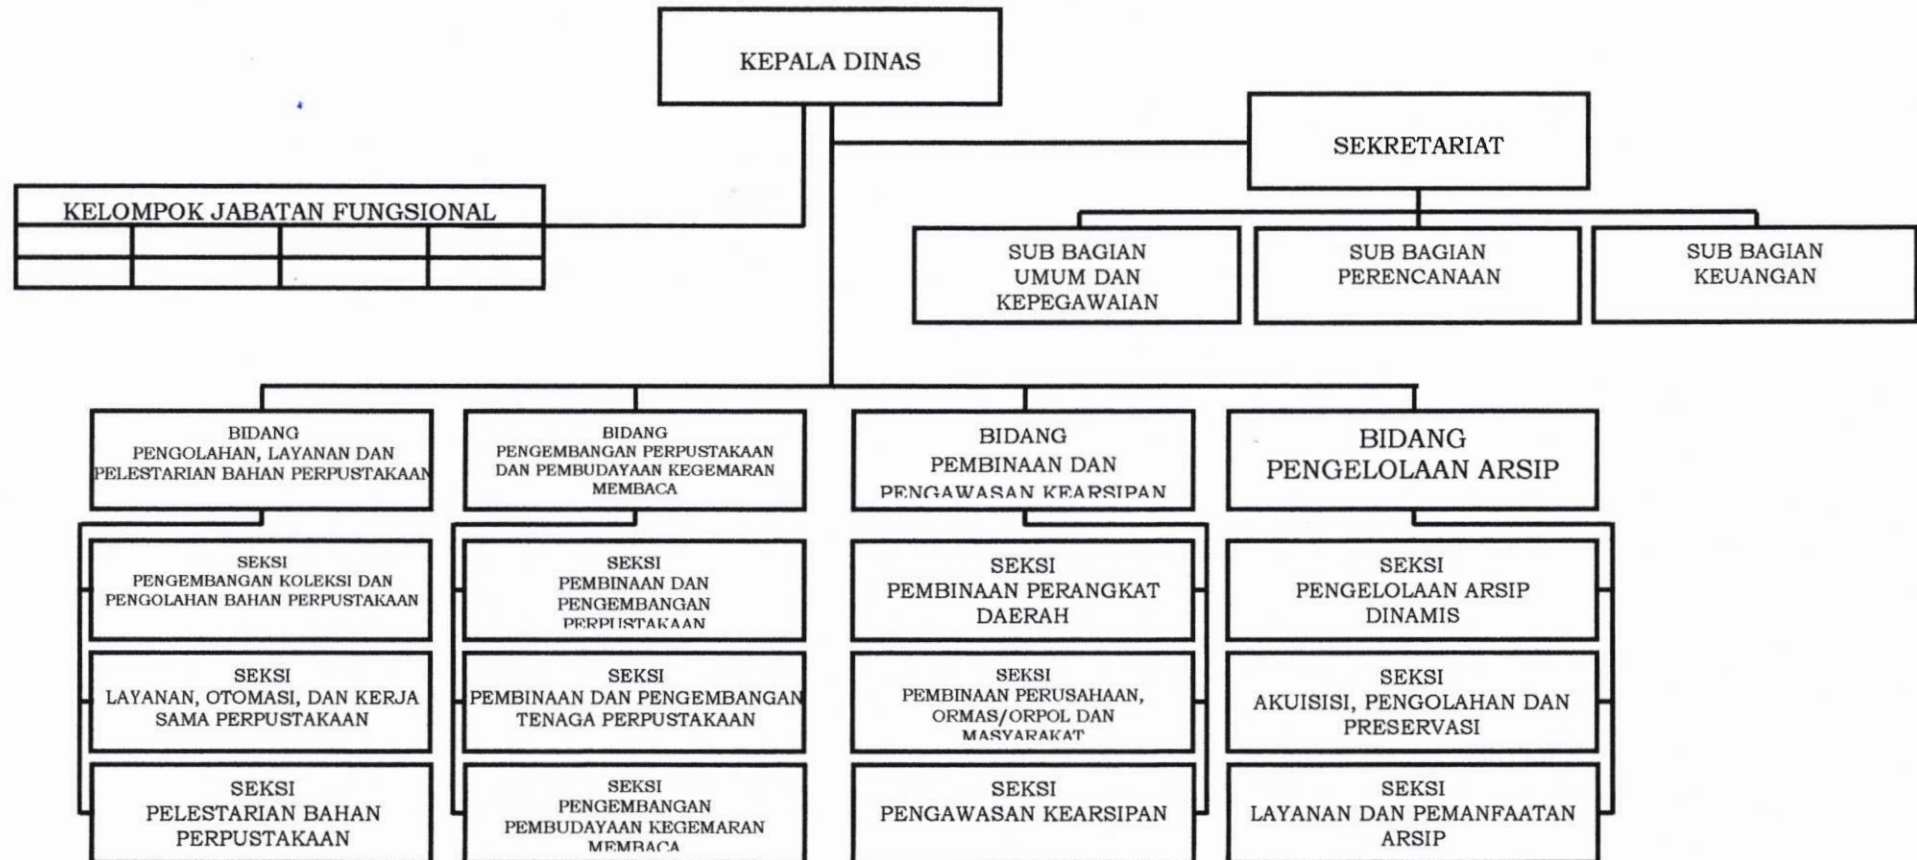 KEPALA DINAS
SEKRETARIAT
KELOMPOK JABATAN FUNGSIONAL
SUB BAGIAN
UMUM DAN
KEPEGAWAIAN
SUB BAGIAN
PERENCANAAN
SUB BAGIAN
KEUANGAN
BIDANG
PENGOLAHAN, LAYANAN DAN
PELESTARIAN BAHAN PERPUSTAKAAN
BIDANG
PENGEMBANGAN PERPUSTAKAAN
DAN PEMBUDAYAAN KEGEMARAN
MEMBACA
BIDANG
PEMBINAAN DAN
PENGAWASAN KEARSIPAN
BIDANG
PENGELOLAAN ARSIP
SEKSI
PENGEMBANGAN KOLEKSI DAN
PENGOLAHAN BAHAN PERPUSTAKAAN
SEKSI
PEMBINAAN DAN
PENGEMBANGAN
PERPUSTAKAAN
SEKSI
PEMBINAAN PERANGKAT
DAERAH
SEKSI
PENGELOLAAN ARSIP
DINAMIS
SEKSI
LAYANAN, OTOMASI, DAN KERJA
SAMA PERPUSTAKAAN
SEKSI
PEMBINAAN DAN PENGEMBANGAN
TENAGA PERPUSTAKAAN
SEKSI
PEMBINAAN PERUSAHAAN,
ORMAS/ORPOL DAN
MASYARAKAT
SEKSI
AKUISISI, PENGOLAHAN DAN
PRESERVASI
SEKSI
PELESTARIAN BAHAN
PERPUSTAKAAN
SEKSI
PENGEMBANGAN
PEMBUDAYAAN KEGEMARAN
MEMBACA
SEKSI
PENGAWASAN KEARSIPAN
SEKSI
LAYANAN DAN PEMANFAATAN
ARSIP